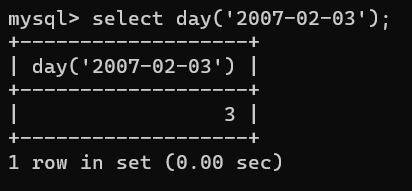 mysql> select day('2007-02-03');
+-------------------+
| day('2007-02-03') |
+-------------------+
|                 3 |
+-------------------+
1 row in set (0.00 sec)